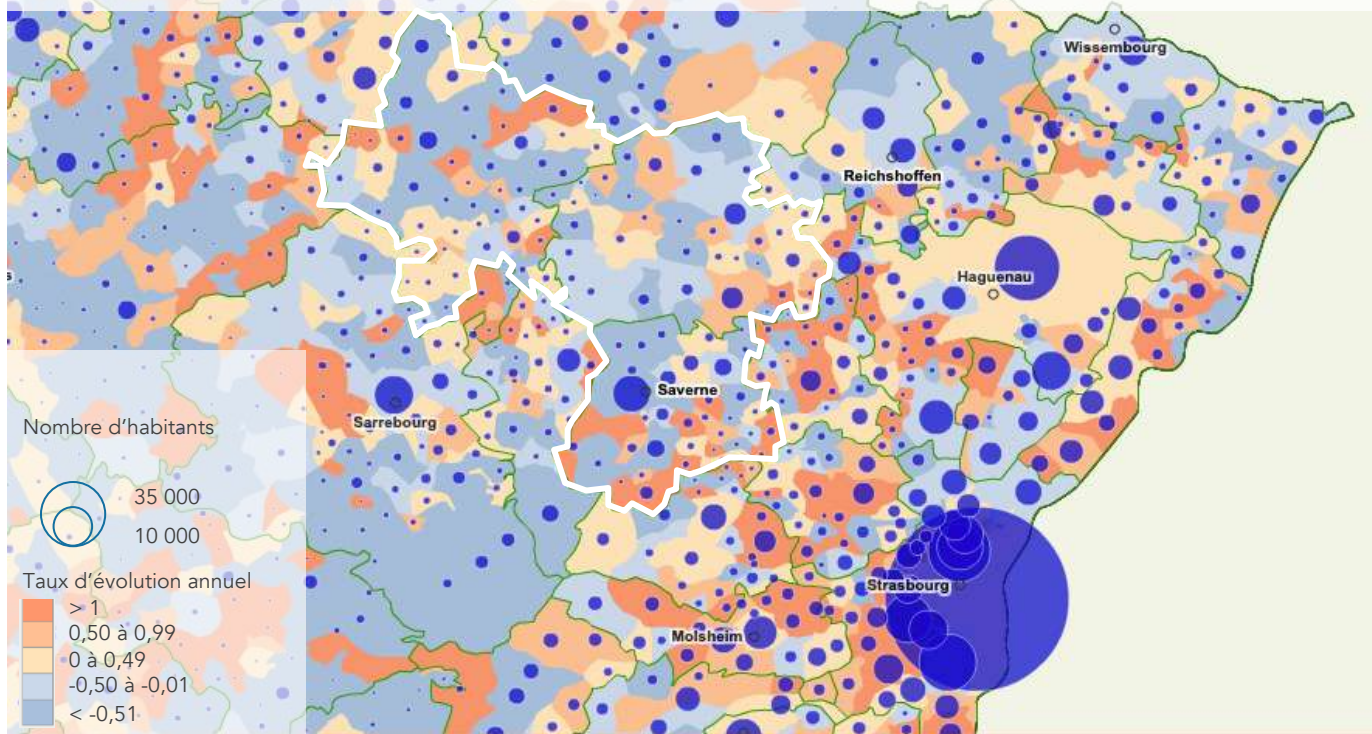 Wissembourg
Reichshoffen
Haguenau
s
Saverne
Sarrebourg
Strasbourg
Molsheim
Nombre d'habitants
35 000
10 000
Taux d'évolution annuel
> 1
0,50 à 0,99
0 à 0,49
-0,50 à -0,01
< -0,51